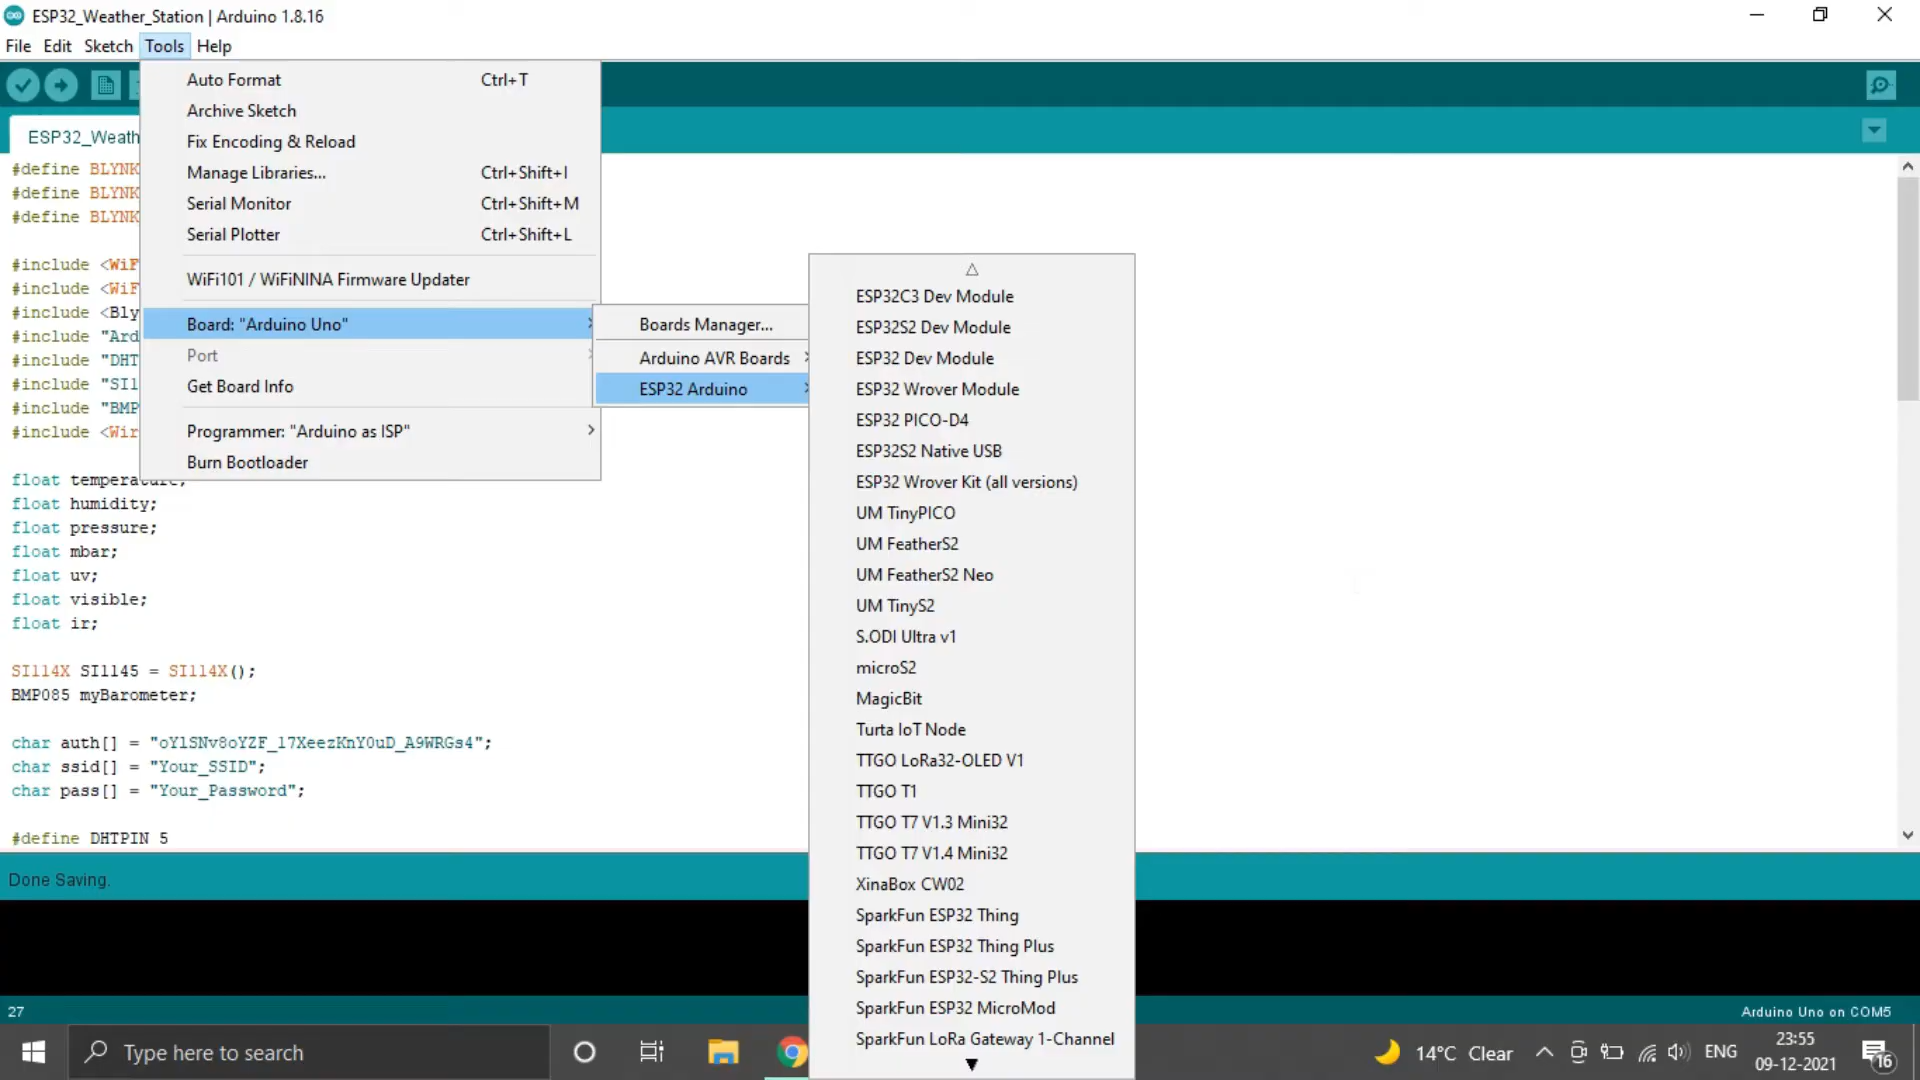 ESP32_Weather_Station | Arduino 1.8.16
File Edit Sketch Tools Help
Auto Format Ctrl+T
Archive Sketch
Fix Encoding & Reload
Manage Libraries... Ctrl+Shift+I
Serial Monitor Ctrl+Shift+M
Serial Plotter Ctrl+Shift+L
WiFi101 / WiFiNINA Firmware Updater
Board: "Arduino Uno"
Port
Get Board Info
Programmer: "Arduino as ISP"
Burn Bootloader
Boards Manager...
Arduino AVR Boards
ESP32 Arduino
ESP32C3 Dev Module
ESP32S2 Dev Module
ESP32 Dev Module
ESP32 Wrover Module
ESP32 PICO-D4
ESP32S2 Native USB
ESP32 Wrover Kit (all versions)
UM TinyPICO
UM FeatherS2
UM FeatherS2 Neo
UM TinyS2
S.ODI Ultra v1
microS2
MagicBit
Turta IoT Node
TTGO LoRa32-OLED V1
TTGO T1
TTGO T7 V1.3 Mini32
TTGO T7 V1.4 Mini32
XinaBox CW02
SparkFun ESP32 Thing
SparkFun ESP32 Thing Plus
SparkFun ESP32-S2 Thing Plus
SparkFun ESP32 MicroMod
SparkFun LoRa Gateway 1-Channel
ESP32_Weath
#define BLYNK
#define BLYNK
#define BLYNK
#include <WiF
#include <WiF
#include <Bly
#include "Ard
#include "DHT
#include "SI1
#include "BMP
#include <Wir
float temperature;
float humidity;
float pressure;
float mbar;
float uv;
float visible;
float ir;
SI114X SI1145 = SI114X();
BMP085 myBarometer;
char auth[] = "oYlSNv8oYZF_17XeezKnY0uD_A9WRGs4";
char ssid[] = "Your_SSID";
char pass[] = "Your_Password";
#define DHTPIN 5
Done Saving.
27
Arduino Uno on COM5
Type here to search
14°C Clear
ENG
23:55
09-12-2021
16